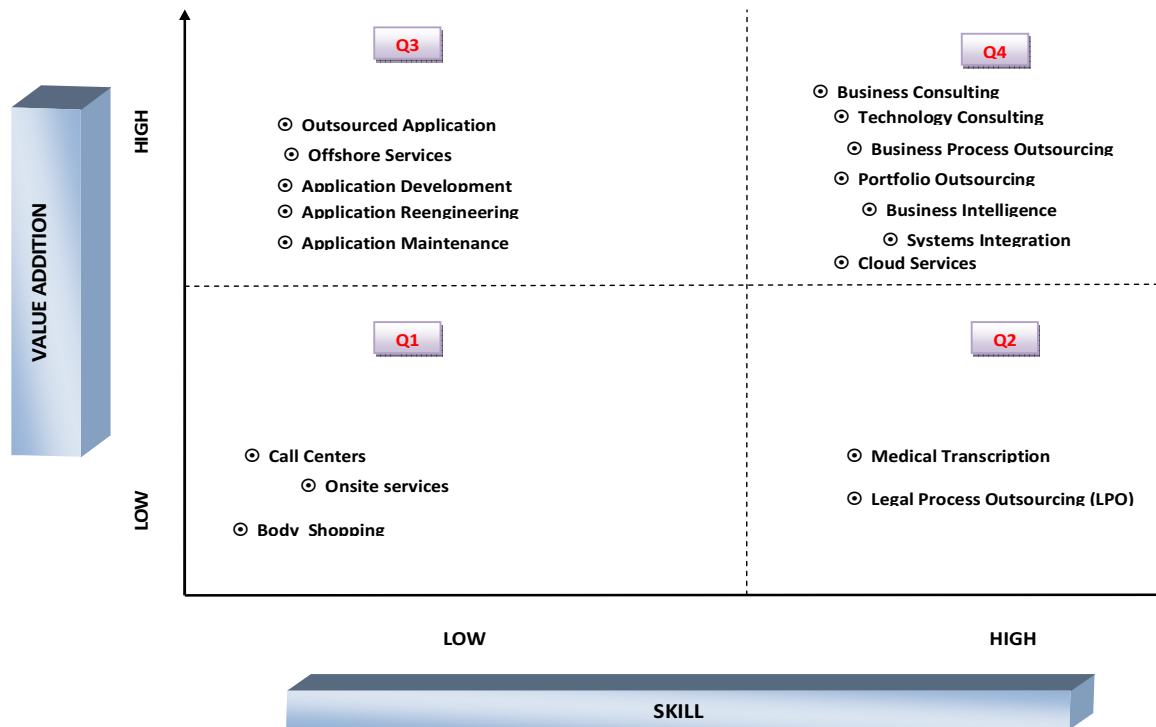 Q3
Q4
Business Consulting
Outsourced Application
Technology Consulting
Offshore Services
Business Process Outsourcing
Application Development
Portfolio Outsourcing
Application Reengineering
Business Intelligence
Application Maintenance
Systems Integration
Cloud Services
HIGH
VALUE ADDITION
LOW
Q1
Q2
Call Centers
Medical Transcription
Onsite services
Legal Process Outsourcing (LPO)
Body Shopping
LOW
HIGH
SKILL